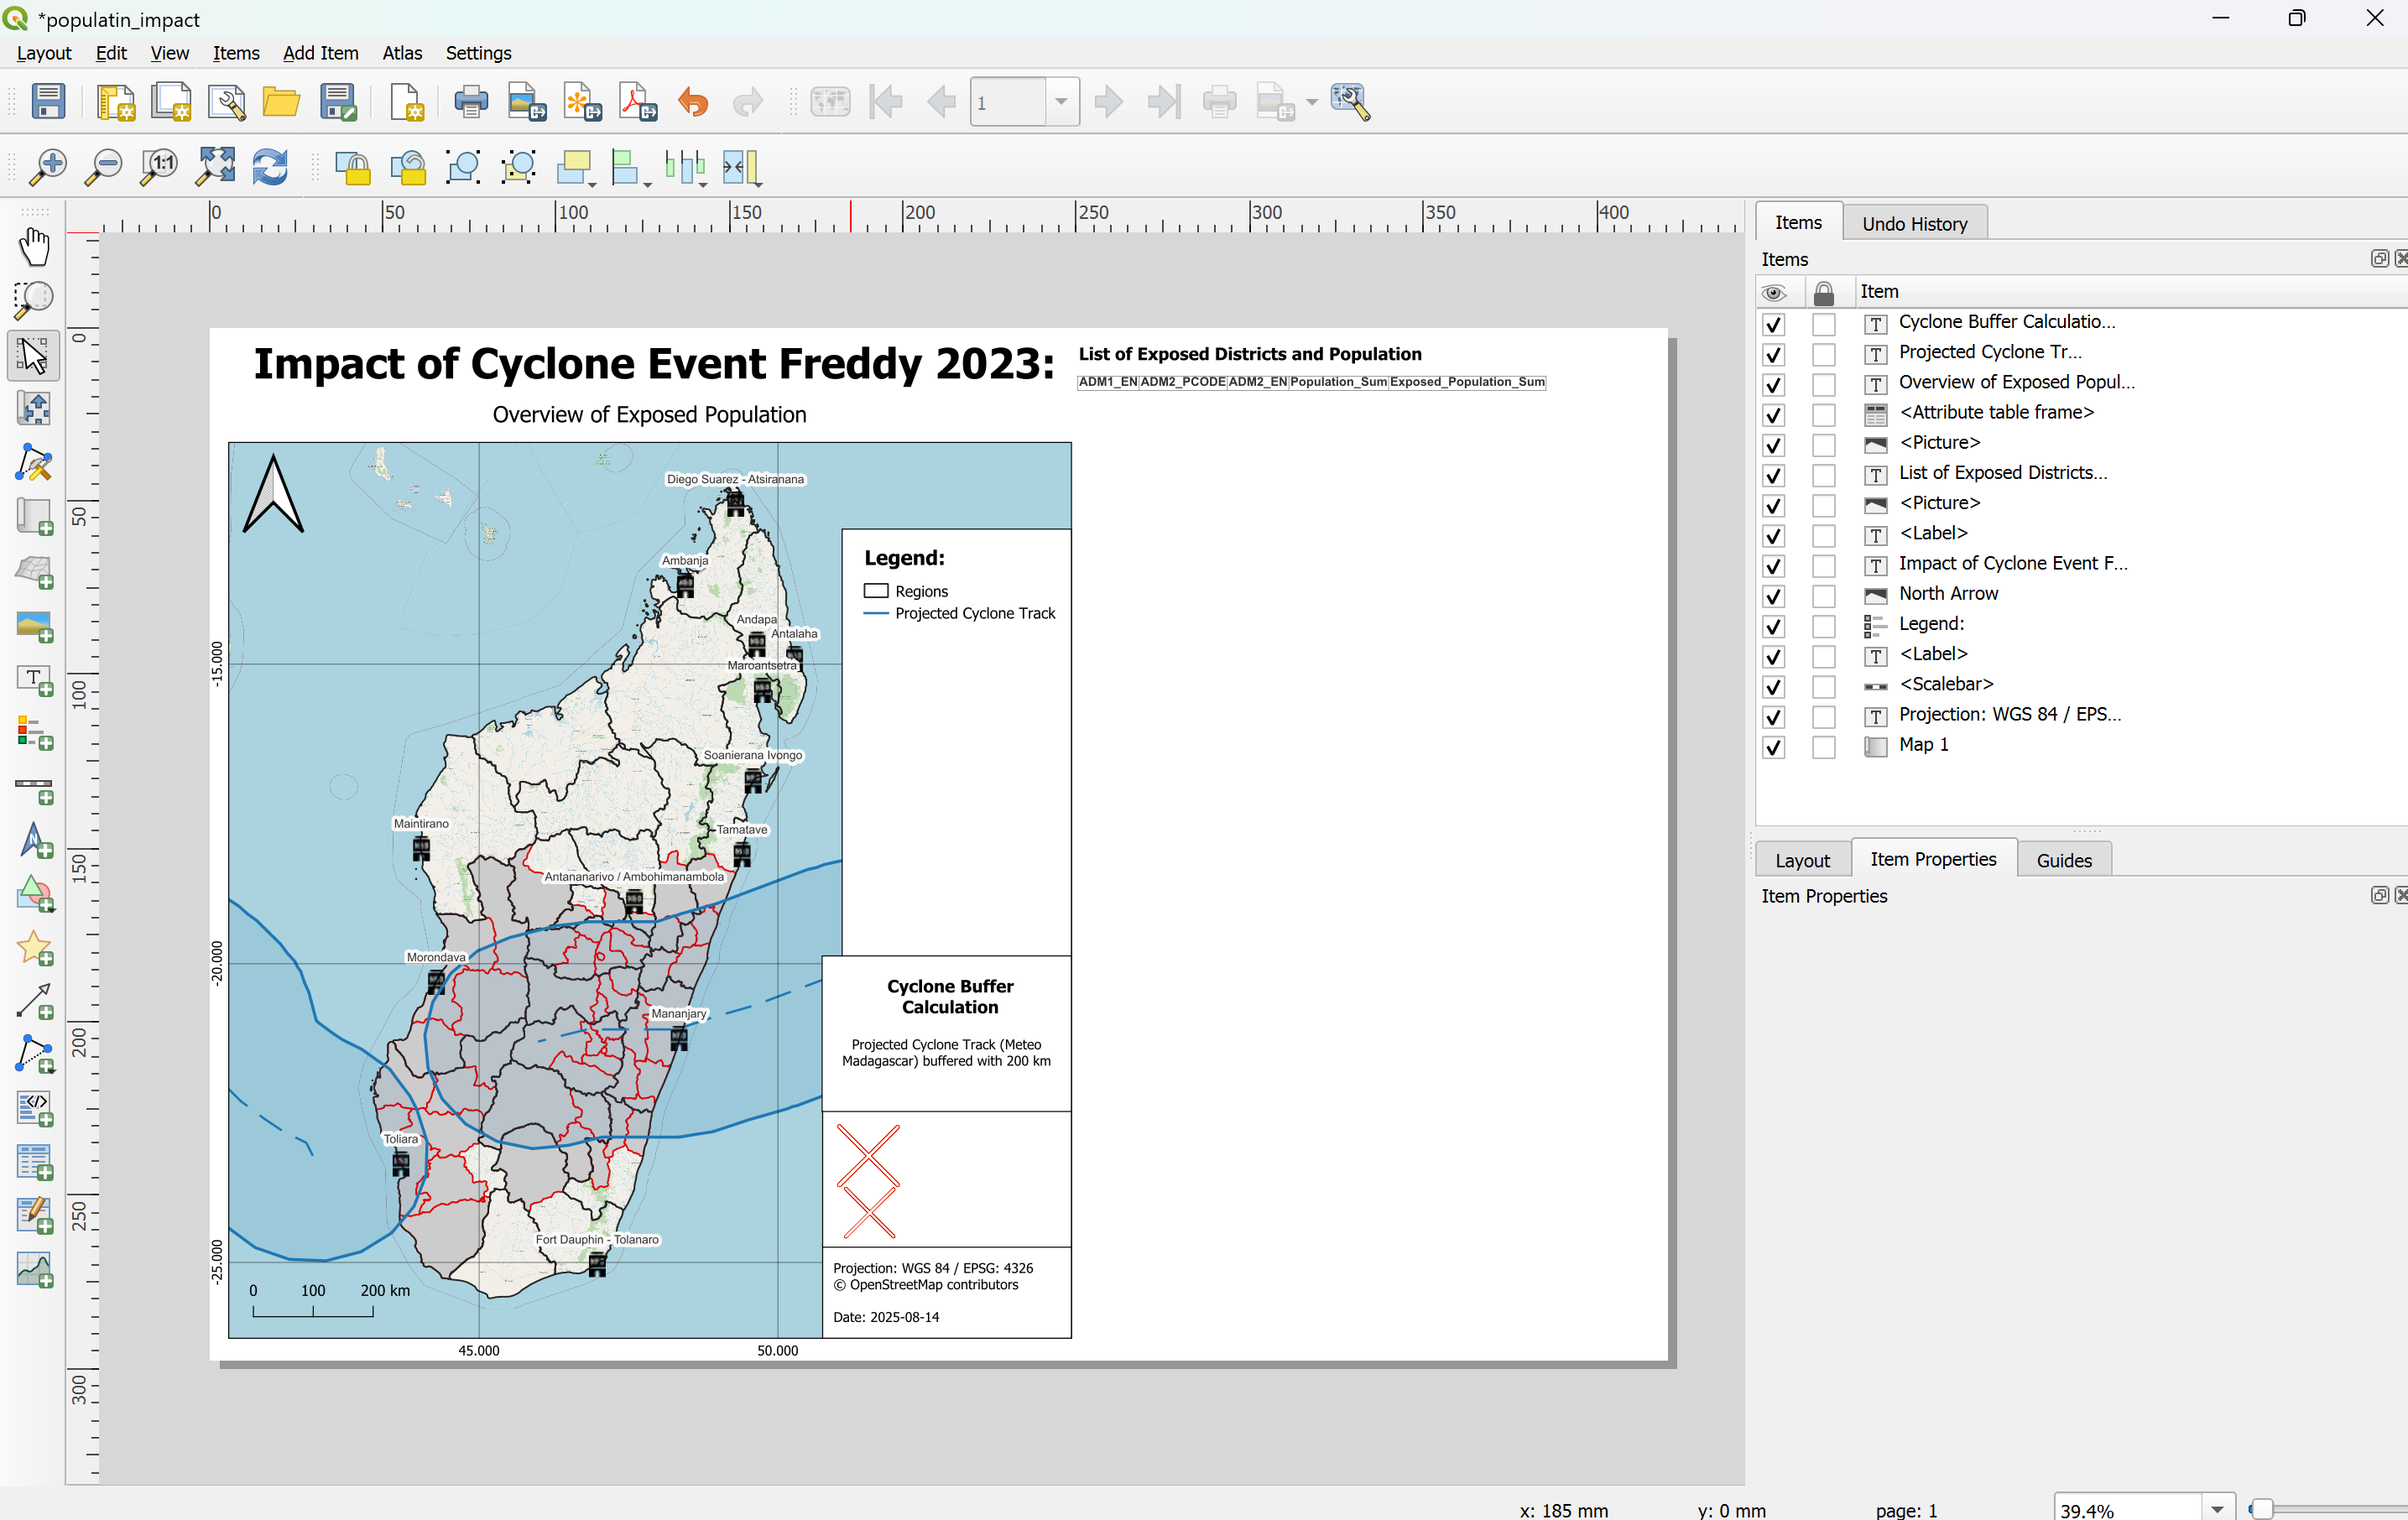 *populatin_impact
Layout Edit View Items Add Item Atlas Settings
1
1:1
0 50 100 150 200 250 300 350 400
0
50
100
150
200
250
300
Impact of Cyclone Event Freddy 2023:
Overview of Exposed Population
List of Exposed Districts and Population
ADM1_EN ADM2_PCODE ADM2_EN Population_Sum Exposed_Population_Sum
Diego Suarez - Atsiranana
Ambanja
Andapa
Antalaha
Maroantsetra
Soanierana Ivongo
Maintirano
Tamatave
Antananarivo / Ambohimanambola
Morondava
Mananjary
Toliara
Fort Dauphin - Tolanaro
-15.000
-20.000
-25.000
45.000 50.000
0 100 200 km
Legend:
Regions
Projected Cyclone Track
Cyclone Buffer
Calculation
Projected Cyclone Track (Meteo
Madagascar) buffered with 200 km
Projection: WGS 84 / EPSG: 4326
© OpenStreetMap contributors
Date: 2025-08-14
Items Undo History
Items
Item
Cyclone Buffer Calculatio...
Projected Cyclone Tr...
Overview of Exposed Popul...
<Attribute table frame>
<Picture>
List of Exposed Districts...
<Picture>
<Label>
Impact of Cyclone Event F...
North Arrow
Legend:
<Label>
<Scalebar>
Projection: WGS 84 / EPS...
Map 1
Layout Item Properties Guides
Item Properties
x: 185 mm y: 0 mm page: 1 39.4%